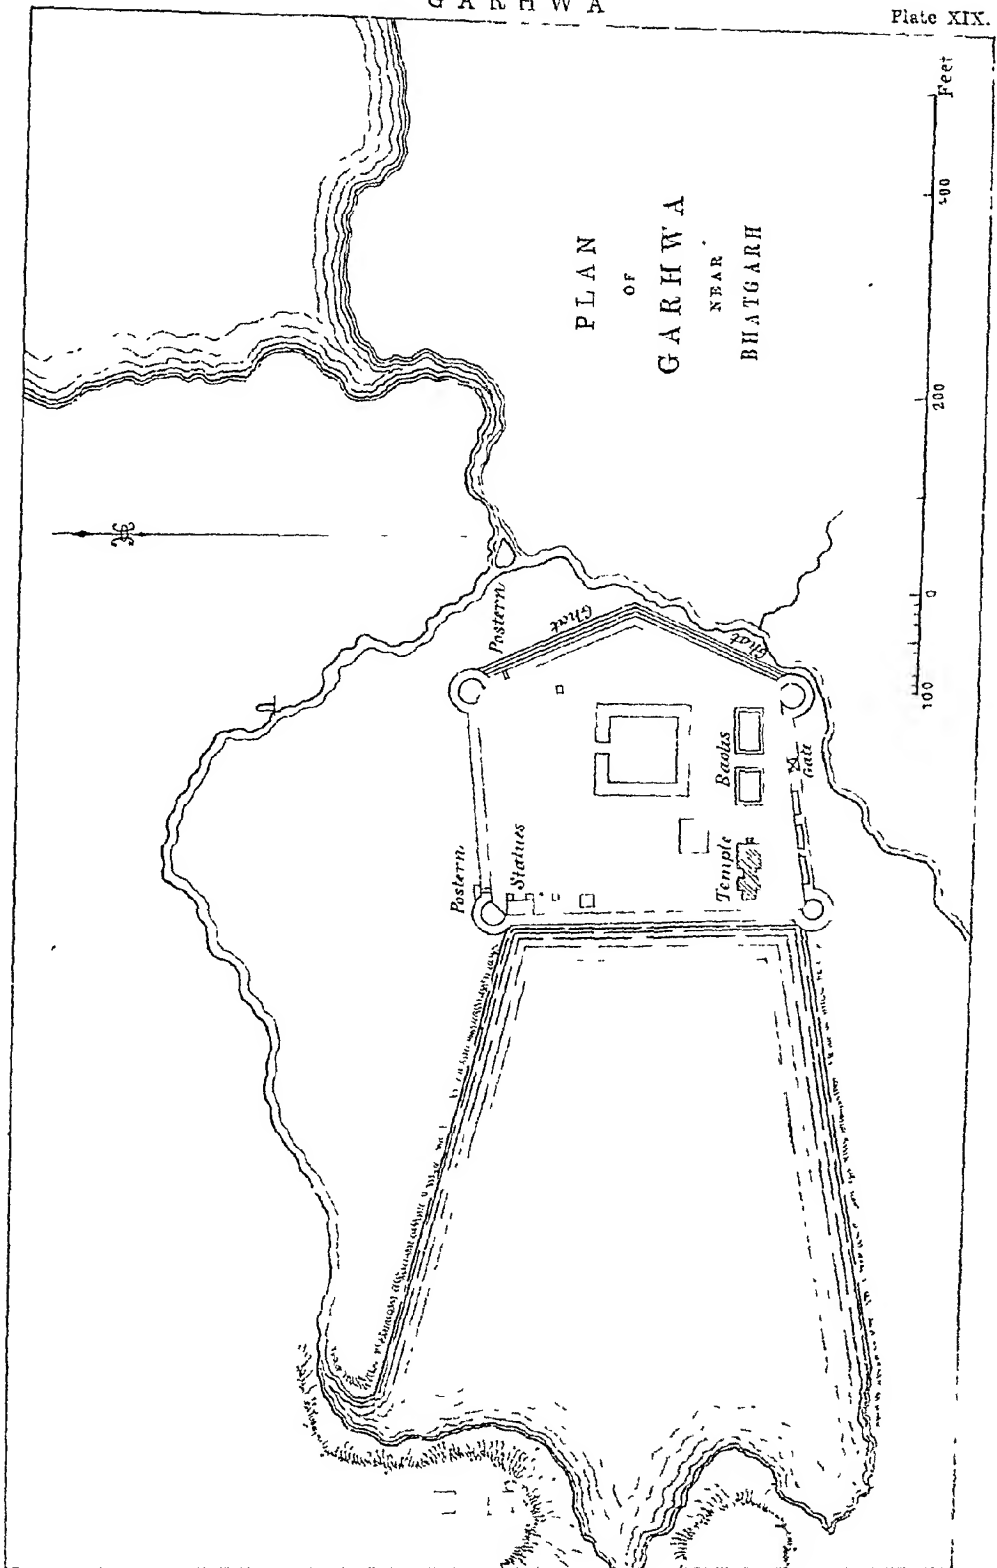 GARHWA
Plate XIX.
PLAN
OF
GARHWA
NEAR
BHATGARH
Feet
400
200
0
100
Postern
Ghat
Ghat
Baolis
Gate
Temple
Statues
Postern